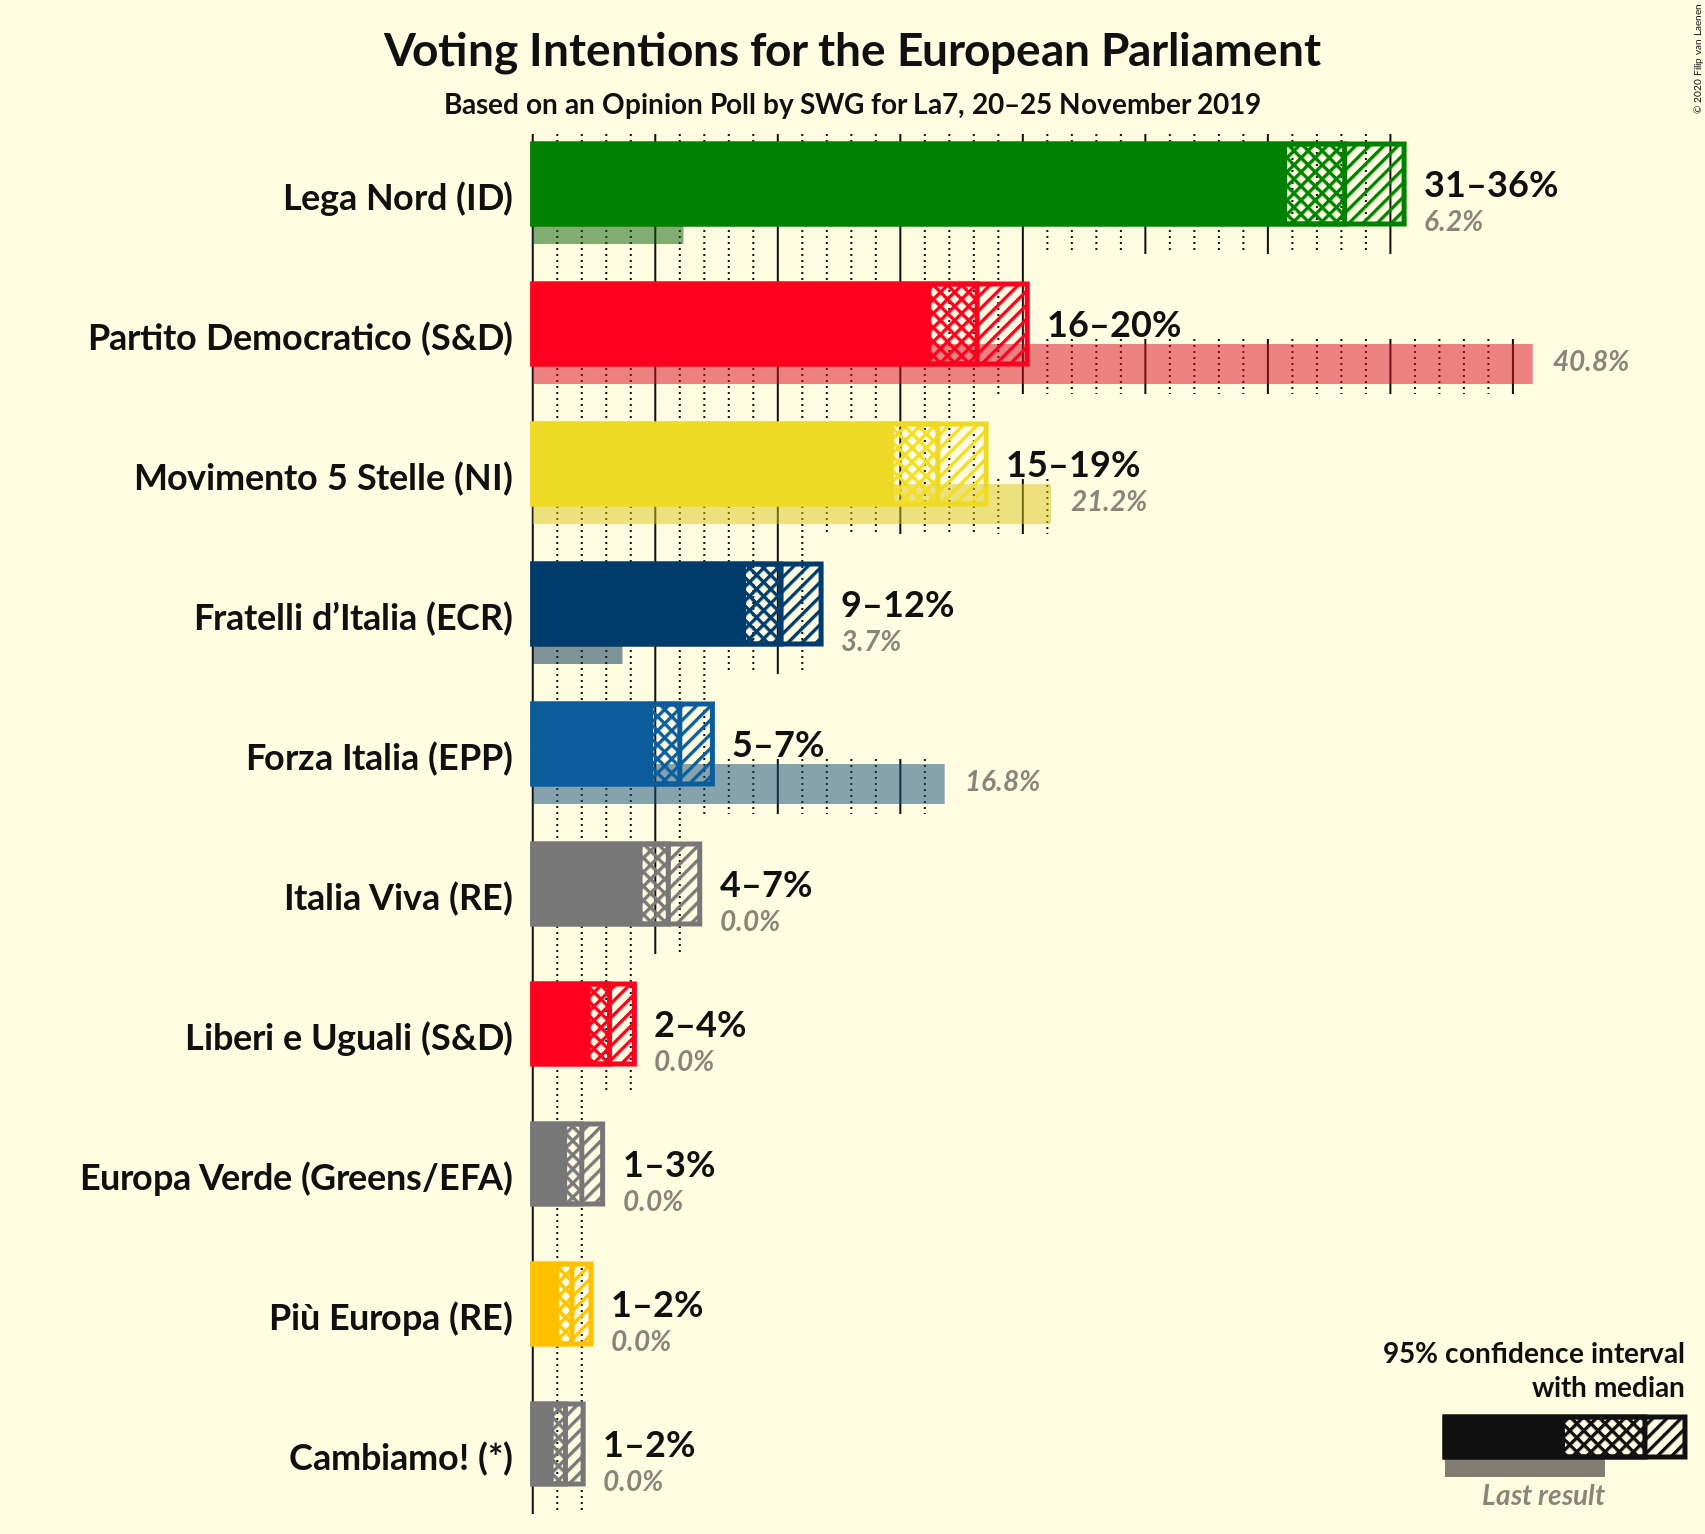 Voting Intentions for the European Parliament
Based on an Opinion Poll by SWG for La7, 20–25 November 2019
© 2020 Filip van Laenen
Lega Nord (ID)
31–36%
6.2%
Partito Democratico (S&D)
16–20%
40.8%
Movimento 5 Stelle (NI)
15–19%
21.2%
Fratelli d’Italia (ECR)
9–12%
3.7%
Forza Italia (EPP)
5–7%
16.8%
Italia Viva (RE)
4–7%
0.0%
Liberi e Uguali (S&D)
2–4%
0.0%
Europa Verde (Greens/EFA)
1–3%
0.0%
Più Europa (RE)
1–2%
0.0%
Cambiamo! (*)
1–2%
0.0%
95% confidence interval
with median
Last result